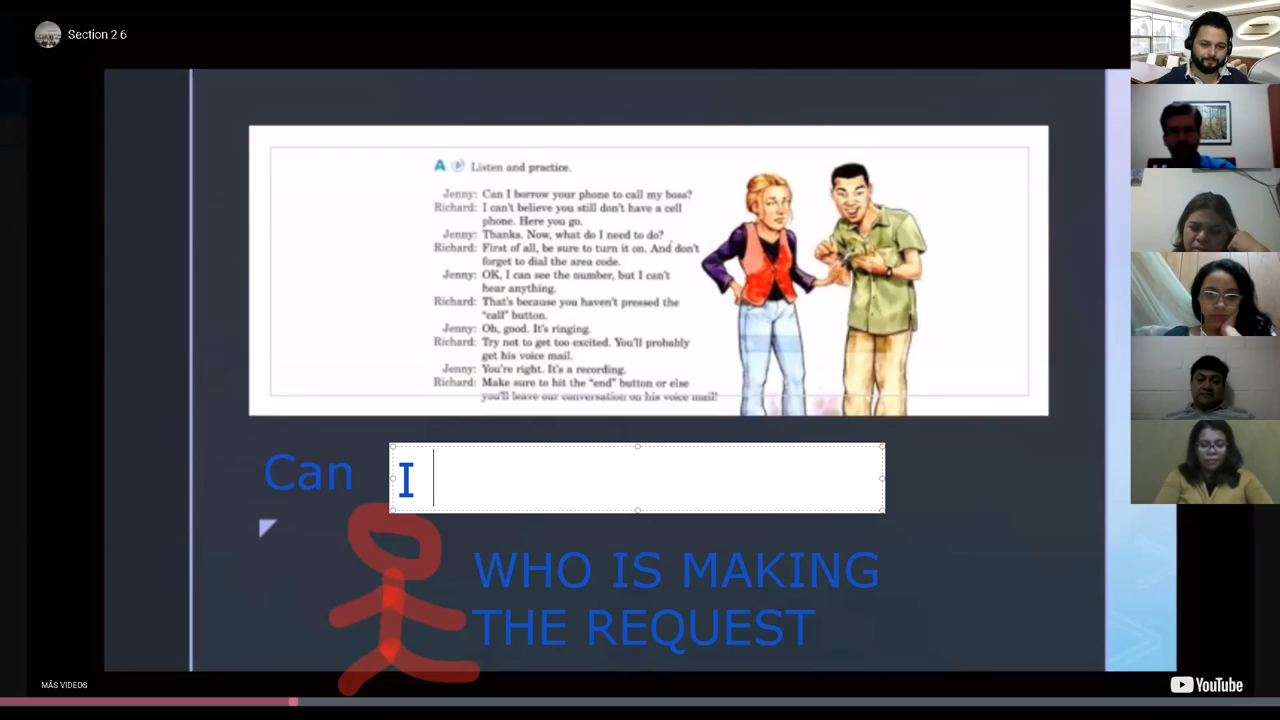 Section 2 6
A Listen and practice.
Jenny: Can I borrow your phone to call my boss?
Richard: I can't believe you still don't have a cell
phone. Here you go.
Jenny: Thanks. Now, what do I need to do?
Richard: First of all, be sure to turn it on. And don't
forget to dial the area code.
Jenny: OK, I can see the number, but I can't
hear anything.
Richard: That's because you haven't pressed the
"call" button.
Jenny: Oh, good. It's ringing.
Richard: Try not to get too excited. You'll probably
get his voice mail.
Jenny: You're right. It's a recording.
Richard: Make sure to hit the "end" button or else
you'll leave our conversation on his voice mail!
Can I
WHO IS MAKING
THE REQUEST
MÁS VIDEOS
YouTube